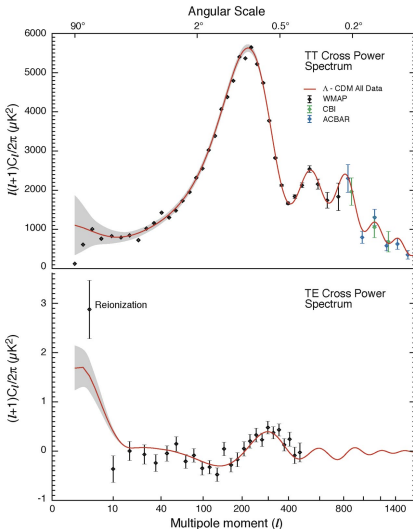 Angular Scale
90° 2° 0.5° 0.2°
TT Cross Power
Spectrum
Λ - CDM All Data
WMAP
CBI
ACBAR
l(l+1)Cl/2π (μK2)
6000
5000
4000
3000
2000
1000
0
TE Cross Power
Spectrum
Reionization
(l+1)Cl/2π (μK2)
3
2
1
0
-1
0 10 40 100 200 400 800 1400
Multipole moment (l)